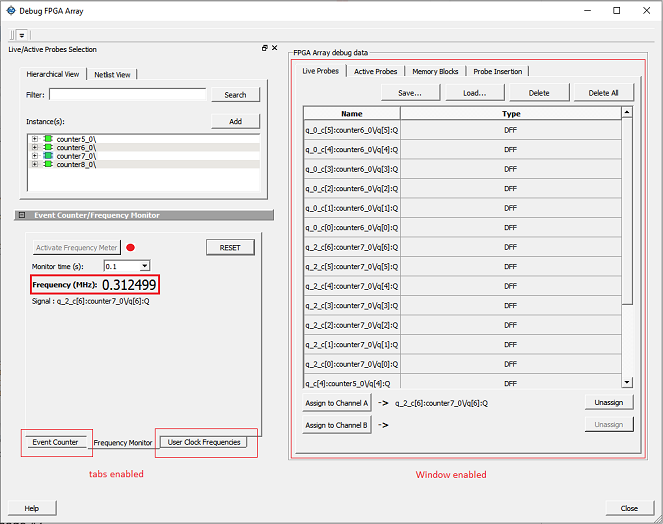 Debug FPGA Array
Live/Active Probes Selection
Hierarchical View Netlist View
Filter: Search
Instance(s): Add
counter5_0\
counter6_0\
counter7_0\
counter8_0\
Event Counter/Frequency Monitor
Activate Frequency Meter RESET
Monitor time (s): 0.1
Frequency (MHz): 0.312499
Signal : q_2_c[6]:counter7_0\/q[6]:Q
Event Counter Frequency Monitor User Clock Frequencies
tabs enabled
FPGA Array debug data
Live Probes Active Probes Memory Blocks Probe Insertion
Save... Load... Delete Delete All
Name Type
q_0_c[5]:counter6_0\/q[5]:Q DFF
q_0_c[4]:counter6_0\/q[4]:Q DFF
q_0_c[3]:counter6_0\/q[3]:Q DFF
q_0_c[2]:counter6_0\/q[2]:Q DFF
q_0_c[1]:counter6_0\/q[1]:Q DFF
q_0_c[0]:counter6_0\/q[0]:Q DFF
q_2_c[6]:counter7_0\/q[6]:Q DFF
q_2_c[5]:counter7_0\/q[5]:Q DFF
q_2_c[4]:counter7_0\/q[4]:Q DFF
q_2_c[3]:counter7_0\/q[3]:Q DFF
q_2_c[2]:counter7_0\/q[2]:Q DFF
q_2_c[1]:counter7_0\/q[1]:Q DFF
q_2_c[0]:counter7_0\/q[0]:Q DFF
q_c[4]:counter5_0\/q[4]:Q DFF
Assign to Channel A -> q_2_c[6]:counter7_0\/q[6]:Q Unassign
Assign to Channel B -> Unassign
Window enabled
Help Close